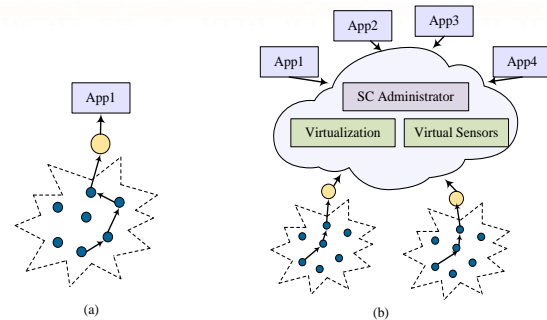 App1
(a)
App2
App3
App1
App4
SC Administrator
Virtualization
Virtual Sensors
(b)